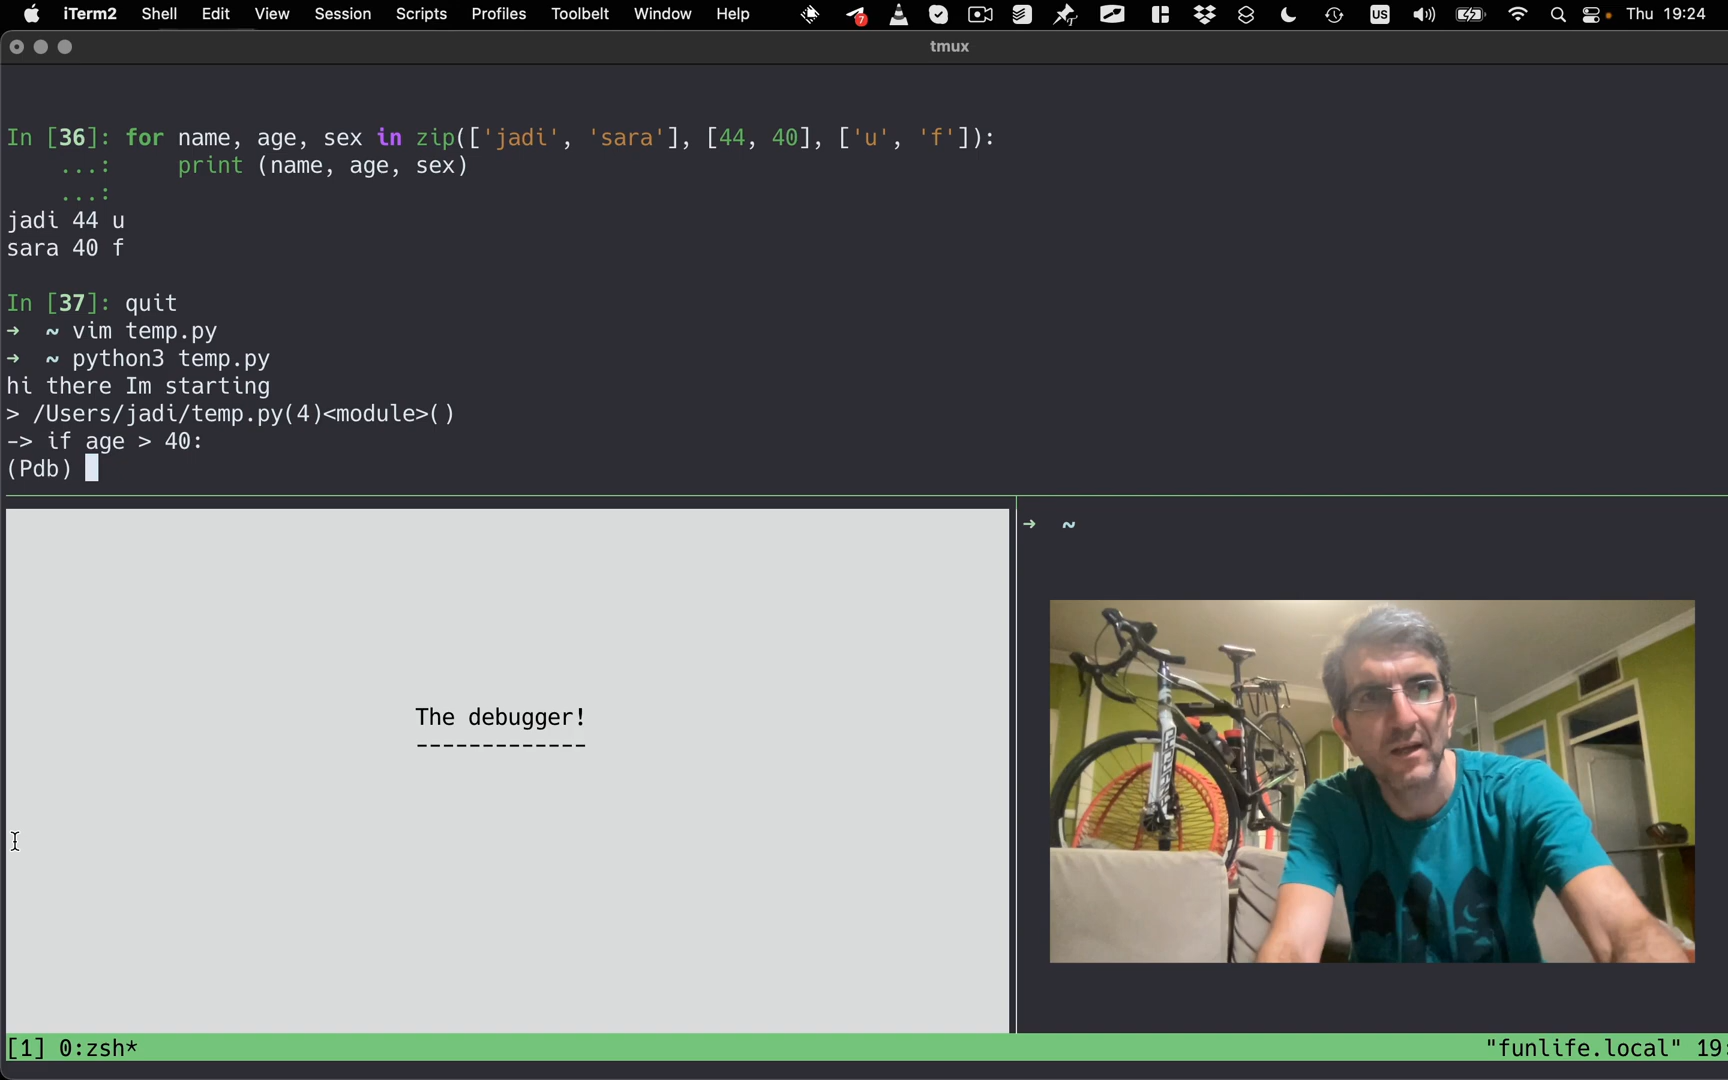 iTerm2 Shell Edit View Session Scripts Profiles Toolbelt Window Help 7 US Thu 19:24
tmux
In [36]: for name, age, sex in zip(['jadi', 'sara'], [44, 40], ['u', 'f']):
...: print (name, age, sex)
...:
jadi 44 u
sara 40 f
In [37]: quit
→ ~ vim temp.py
→ ~ python3 temp.py
hi there Im starting
> /Users/jadi/temp.py(4)<module>()
-> if age > 40:
(Pdb)
→ ~
The debugger!
-------------
[1] 0:zsh* "funlife.local" 19: